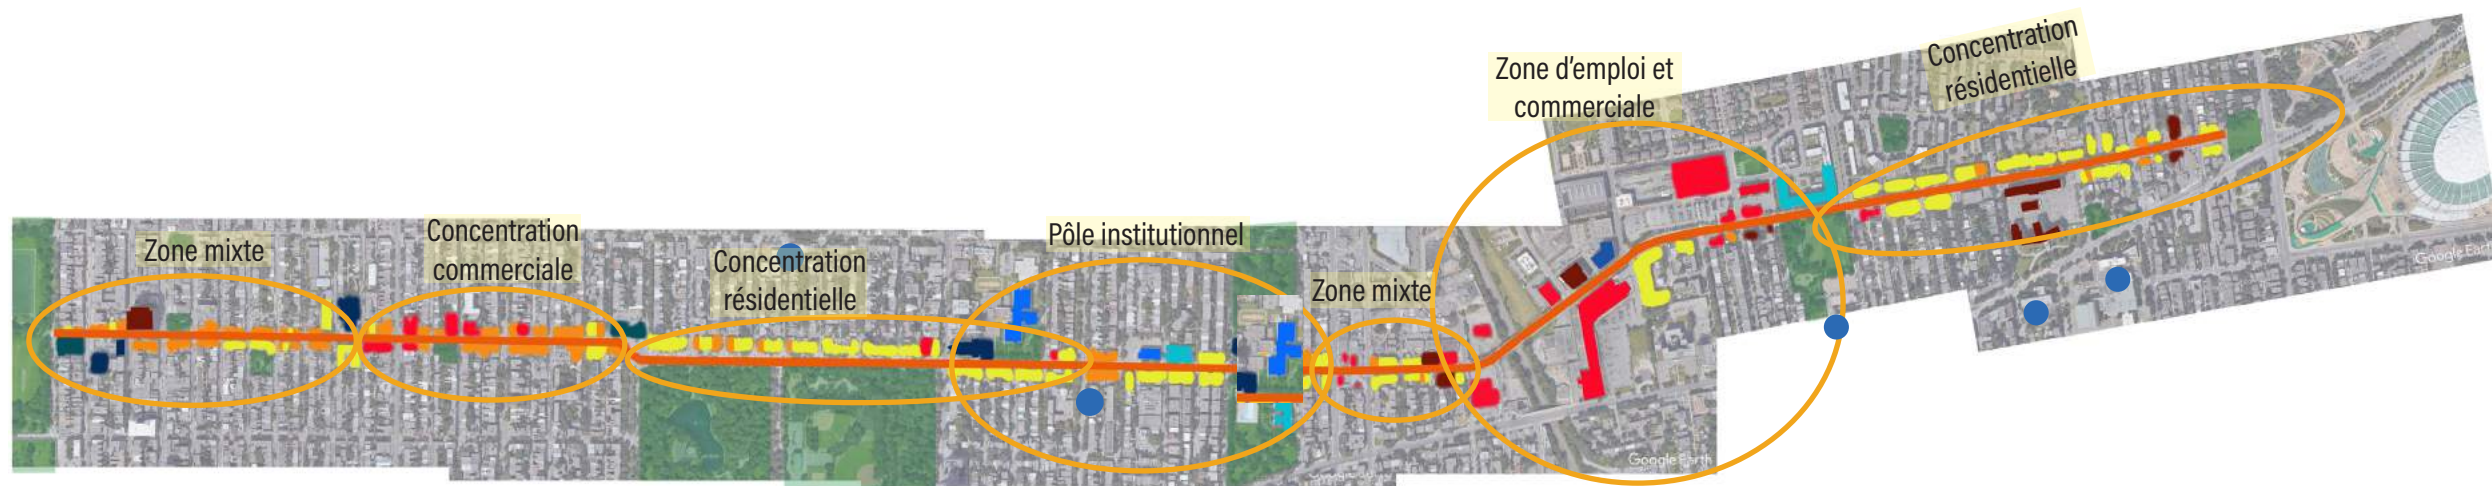 Zone mixte
Concentration
commerciale
Concentration
résidentielle
Pôle institutionnel
Zone mixte
Zone d'emploi et
commerciale
Concentration
résidentielle
Google Earth
Google Eart